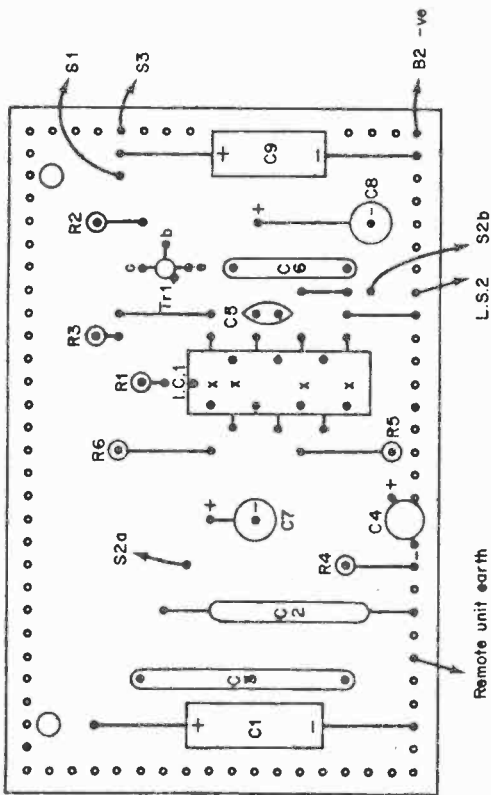 S1
S3
B2 -ve
R2
+
C9
-
c
b
e
Tr1
+
-
C8
C6
C5
S2b
L.S.2
R3
R1
I.C.1
x
x
x
x
R6
R5
+
-
C7
+
C4
-
S2a
R4
C2
C3
+
C1
-
Remote unit earth